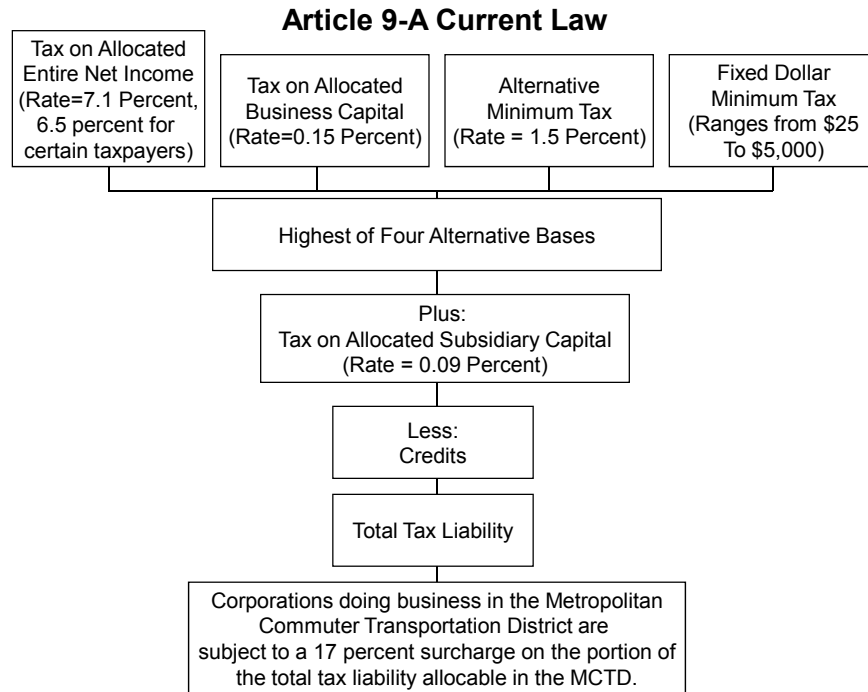 Article 9-A Current Law
Tax on Allocated
Entire Net Income
(Rate=7.1 Percent,
6.5 percent for
certain taxpayers)
Tax on Allocated
Business Capital
(Rate=0.15 Percent)
Alternative
Minimum Tax
(Rate = 1.5 Percent)
Fixed Dollar
Minimum Tax
(Ranges from $25
To $5,000)
Highest of Four Alternative Bases
Plus:
Tax on Allocated Subsidiary Capital
(Rate = 0.09 Percent)
Less:
Credits
Total Tax Liability
Corporations doing business in the Metropolitan
Commuter Transportation District are
subject to a 17 percent surcharge on the portion of
the total tax liability allocable in the MCTD.